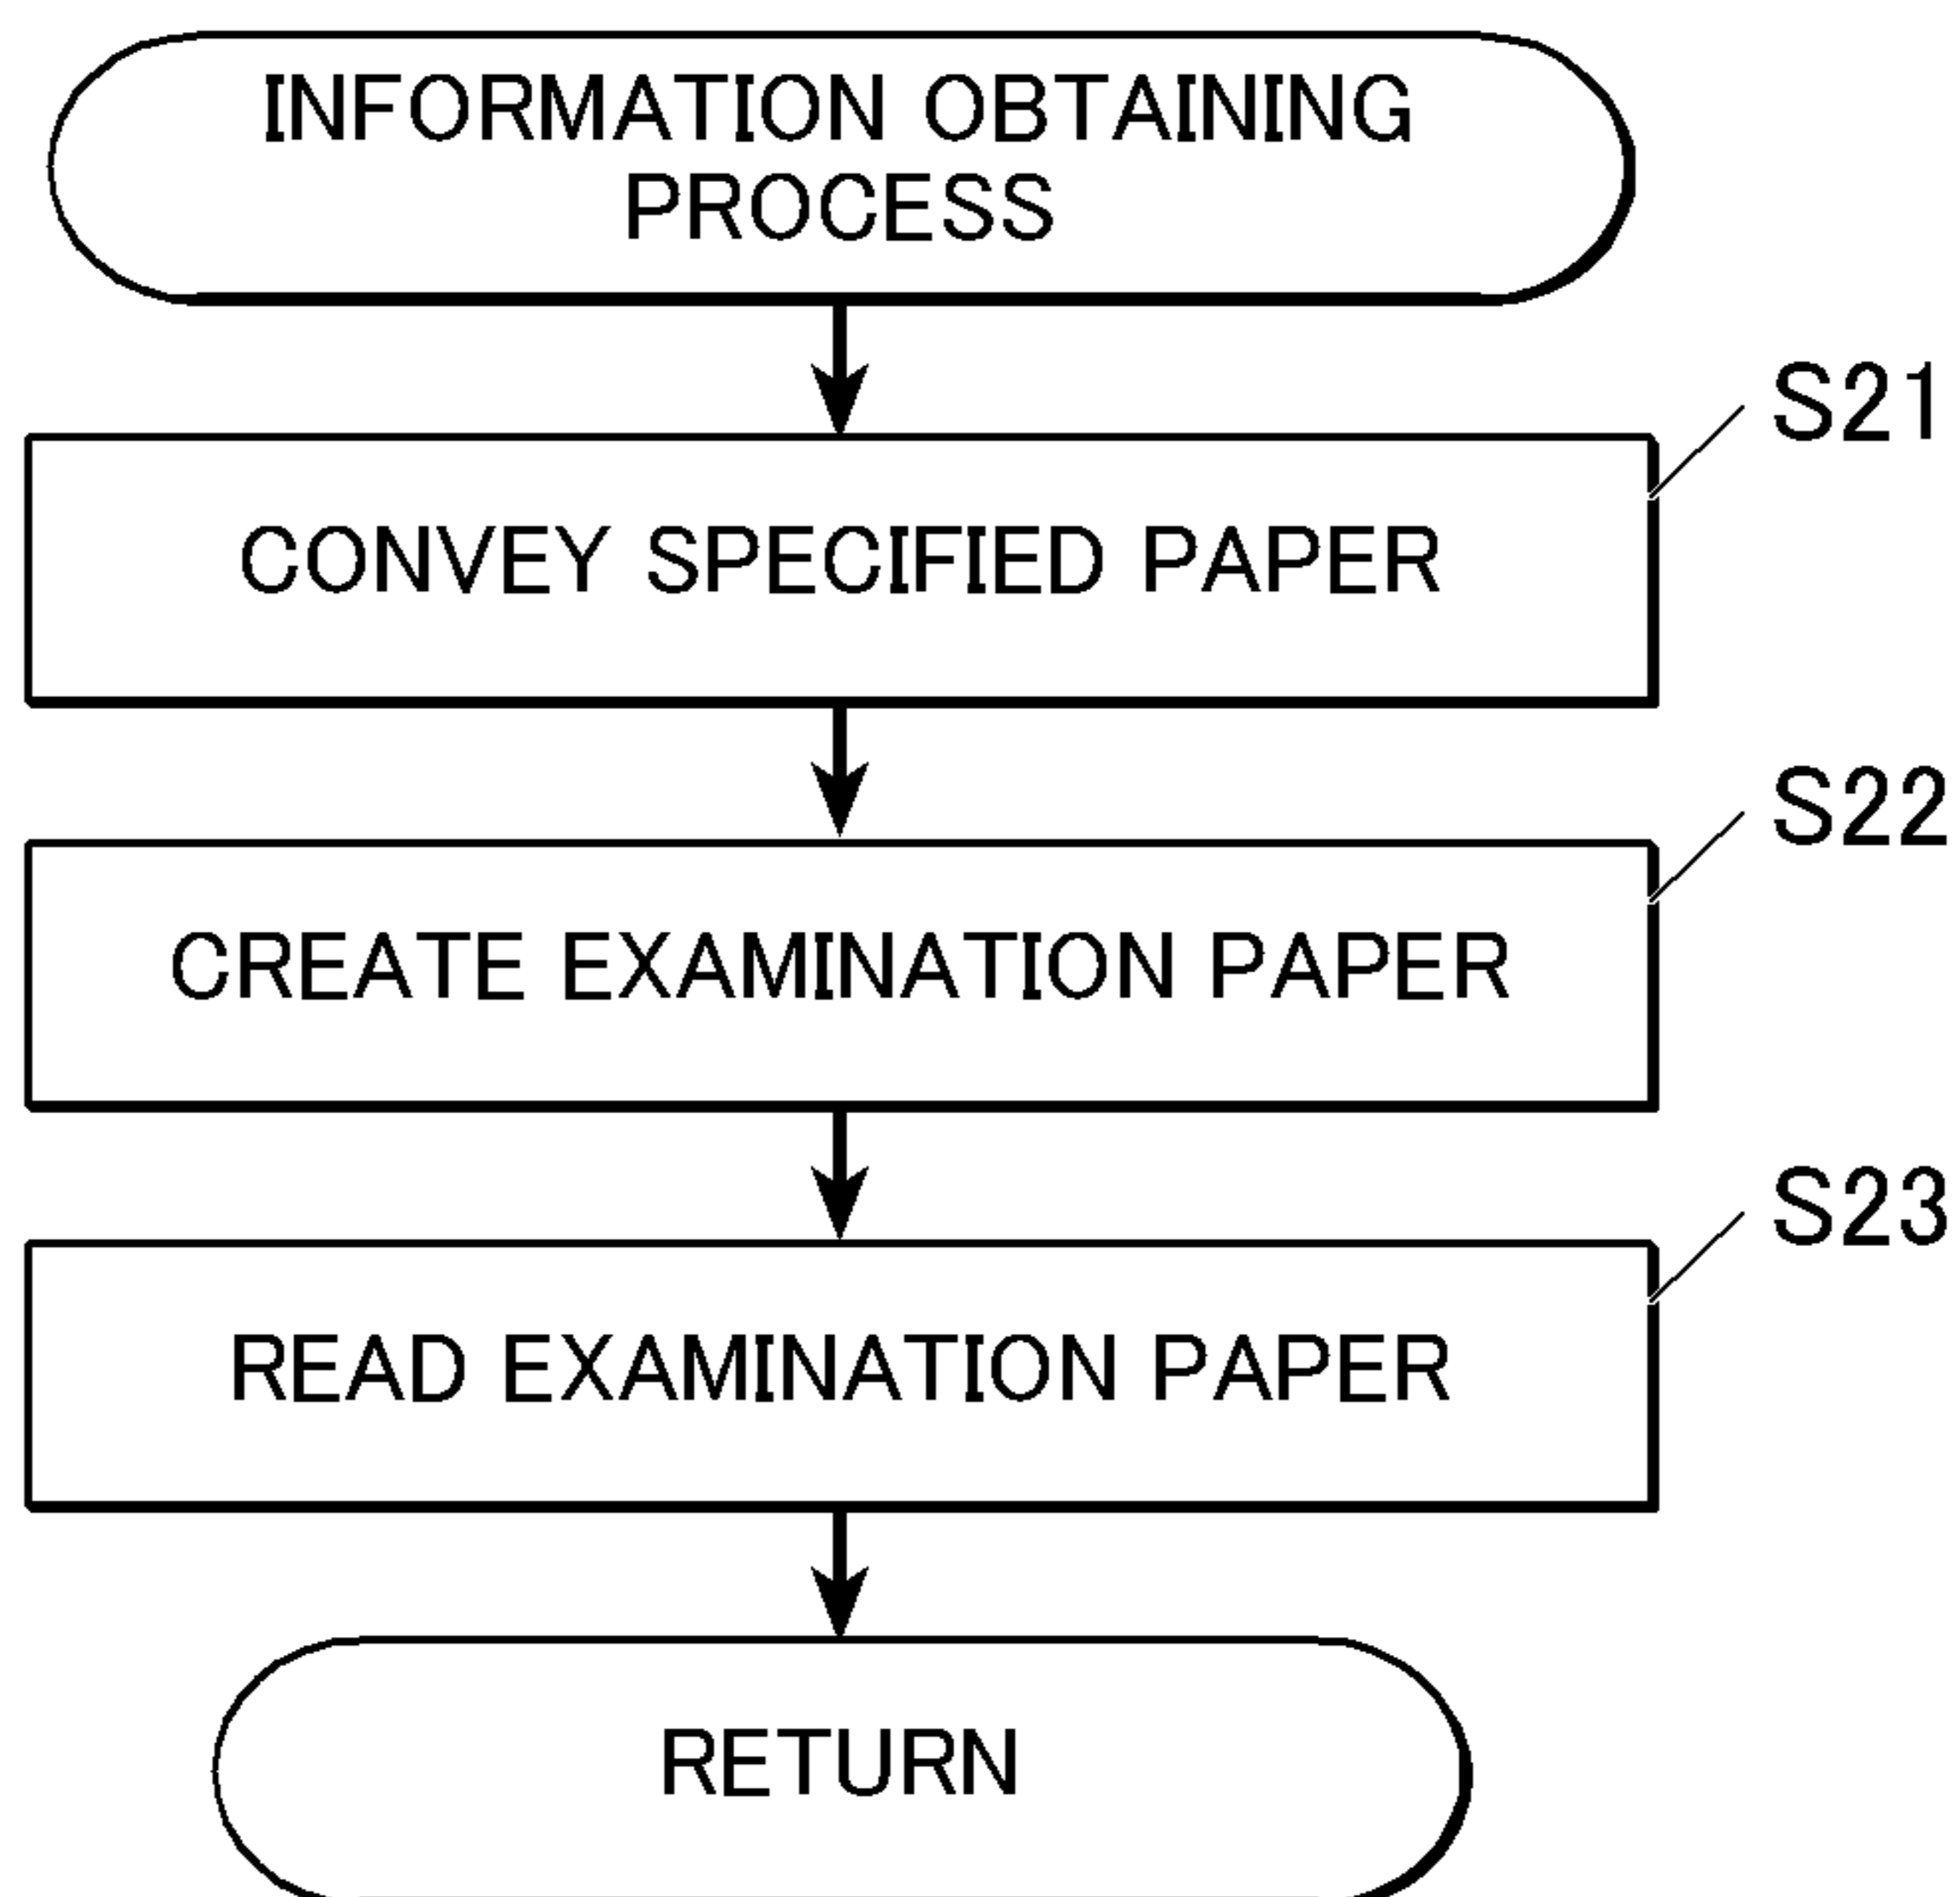 INFORMATION OBTAINING
PROCESS
S21
CONVEY SPECIFIED PAPER
S22
CREATE EXAMINATION PAPER
S23
READ EXAMINATION PAPER
RETURN